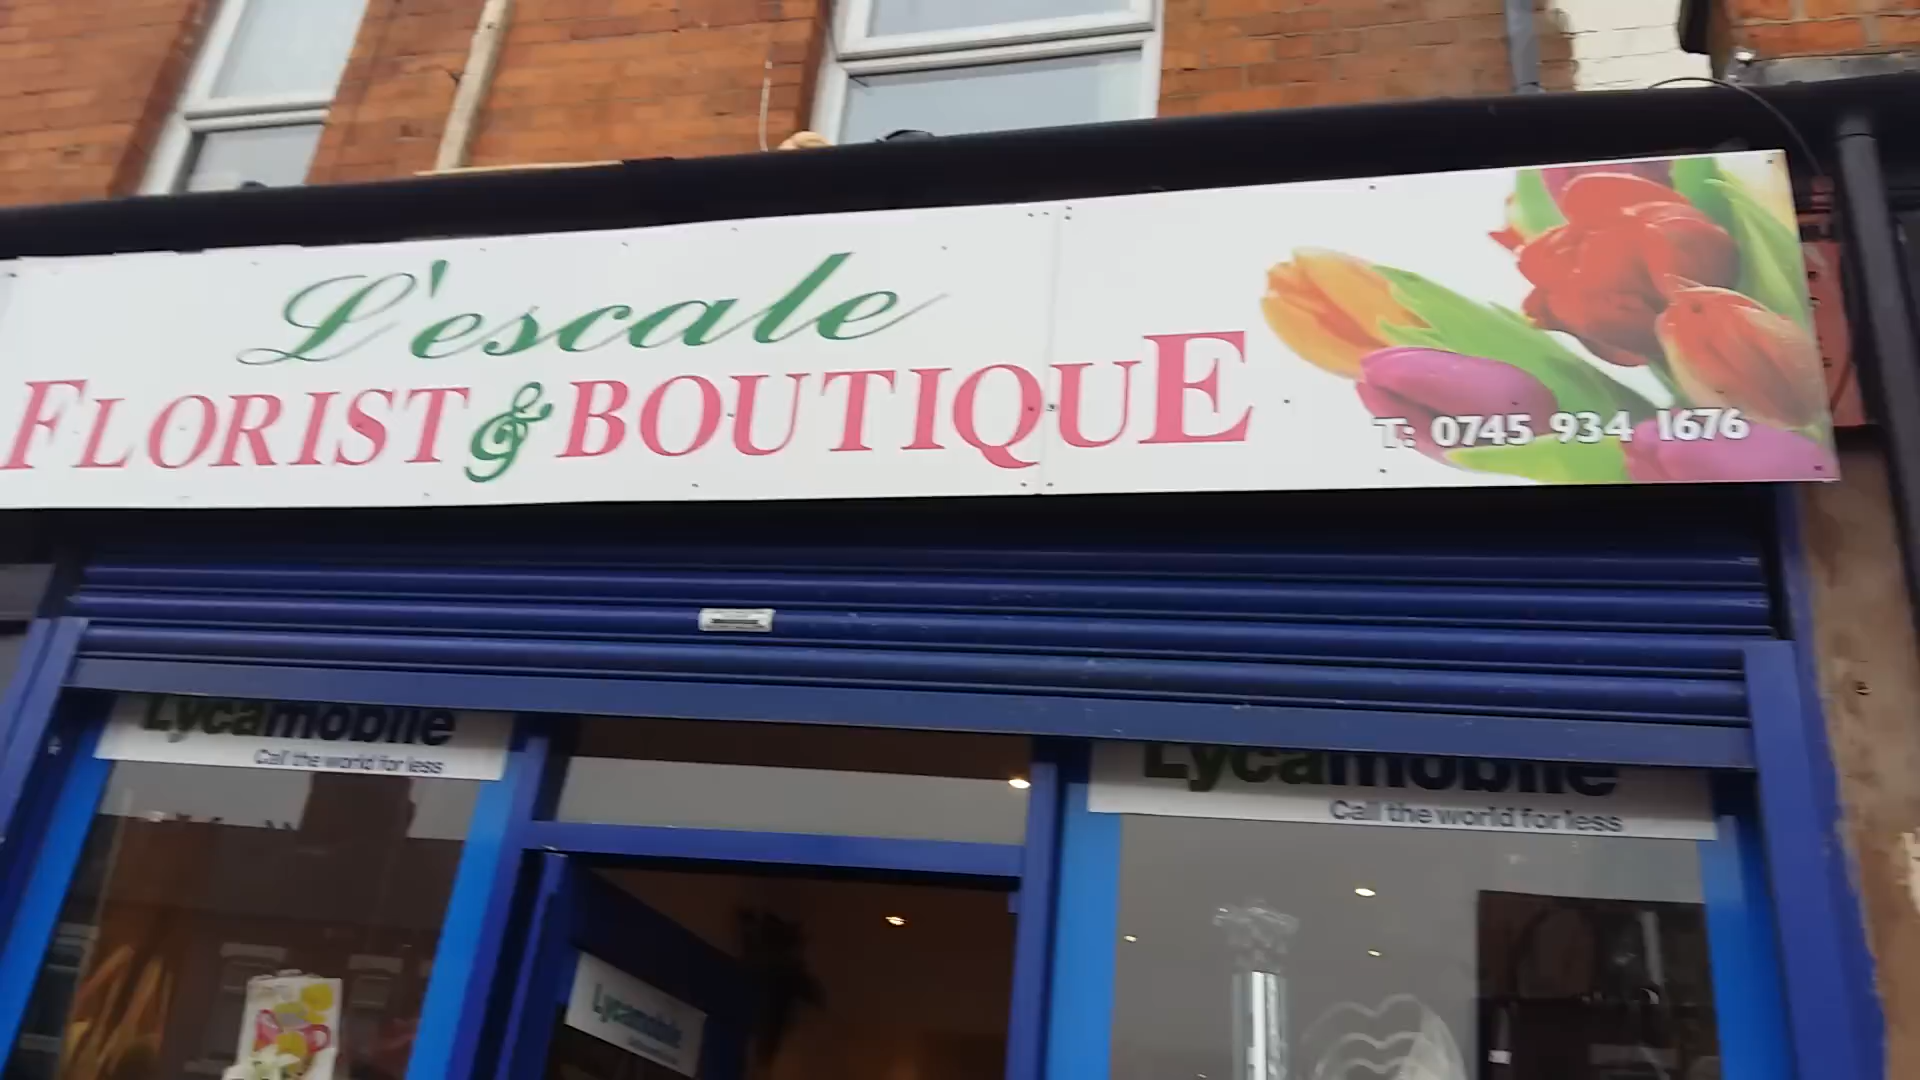 L'escale
FLORIST & BOUTIQUE
T: 0745 934 1676
Lycamobile
Call the world for less
Lycamobile
Call the world for less
Lycamobile